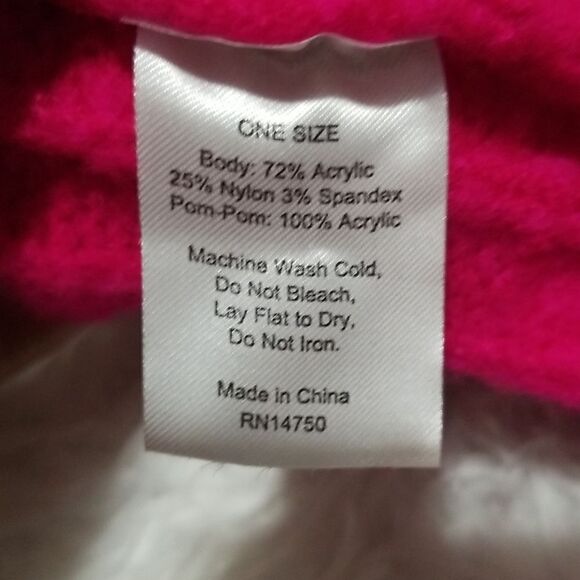 ONE SIZE
Body: 72% Acrylic
25% Nylon 3% Spandex
Pom-Pom: 100% Acrylic
Machine Wash Cold,
Do Not Bleach,
Lay Flat to Dry,
Do Not Iron.
Made in China
RN14750